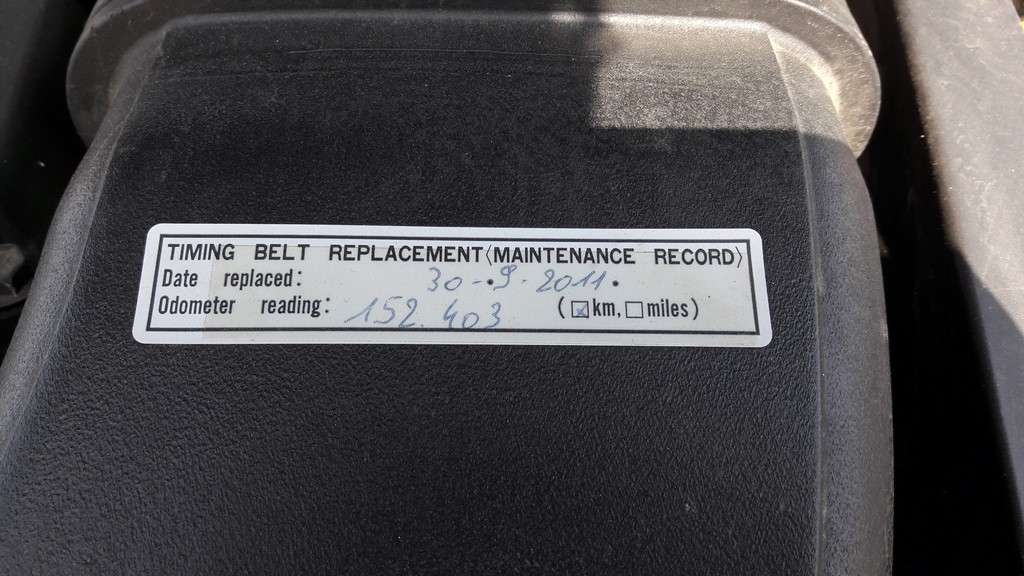 TIMING BELT REPLACEMENT〈MAINTENANCE RECORD〉
Date replaced: 30-9-2011.
Odometer reading: 152.403 (☒km, ☐miles)